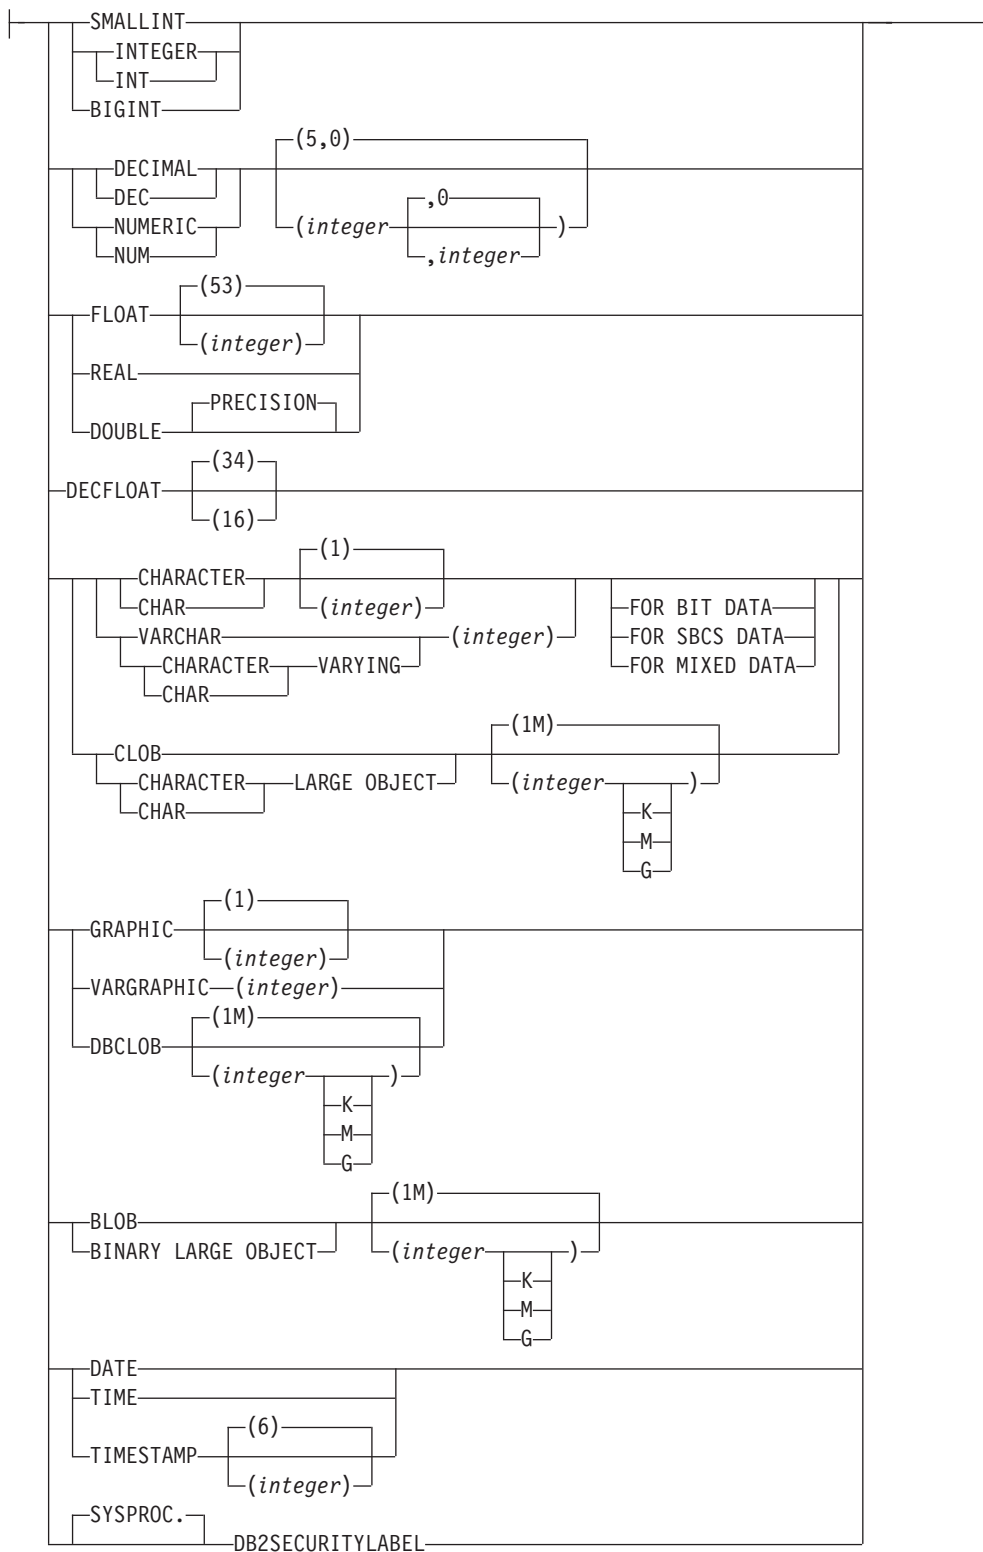 SMALLINT
INTEGER
INT
BIGINT
(5,0)
DECIMAL
DEC
,0
NUMERIC (integer )
NUM ,integer
(53)
FLOAT
(integer)
REAL
PRECISION
DOUBLE
(34)
DECFLOAT
(16)
(1)
CHARACTER
CHAR (integer) FOR BIT DATA
VARCHAR (integer) FOR SBCS DATA
CHARACTER VARYING FOR MIXED DATA
CHAR
(1M)
CLOB
CHARACTER LARGE OBJECT (integer )
CHAR K
M
G
(1)
GRAPHIC
(integer)
VARGRAPHIC (integer)
(1M)
DBCLOB
(integer )
K
M
G
(1M)
BLOB
BINARY LARGE OBJECT (integer )
K
M
G
DATE
TIME
(6)
TIMESTAMP
(integer)
SYSPROC.
DB2SECURITYLABEL